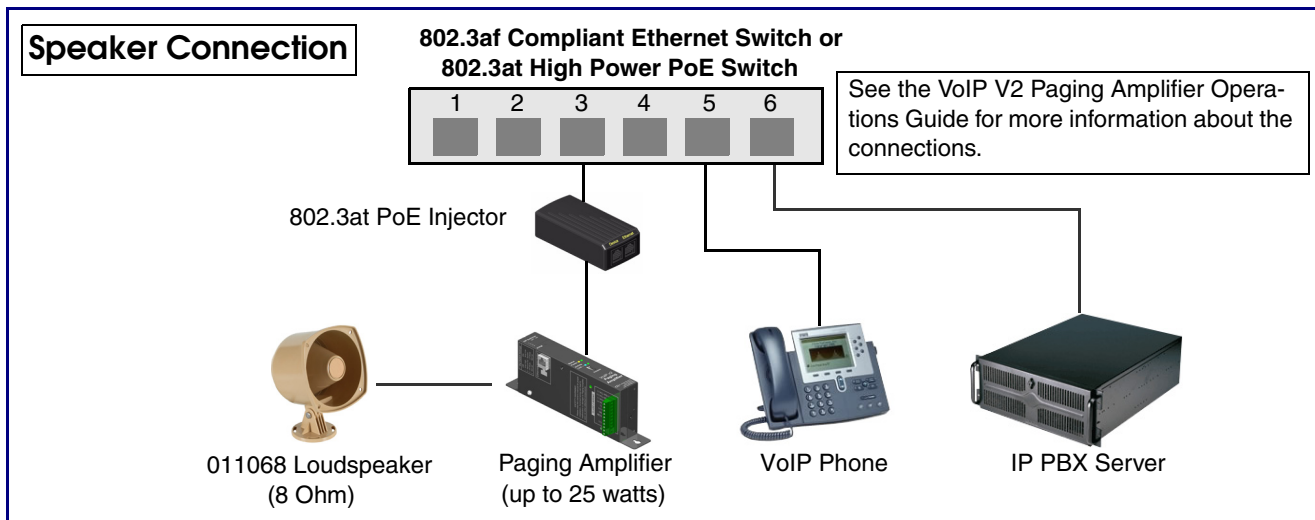 Speaker Connection
802.3af Compliant Ethernet Switch or
802.3at High Power PoE Switch
1 2 3 4 5 6
See the VoIP V2 Paging Amplifier Opera-
tions Guide for more information about the
connections.
802.3at PoE Injector
011068 Loudspeaker
(8 Ohm)
Paging Amplifier
(up to 25 watts)
VoIP Phone
IP PBX Server